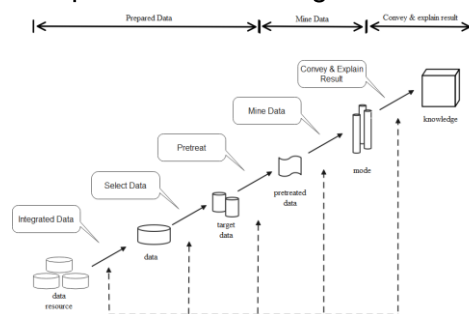 Prepared Data
Mine Data
Convey & explain result
Convey & Explain
Result
Mine Data
Pretreat
Select Data
Integrated Data
knowledge
mode
pretreated
data
target
data
data
data
resource